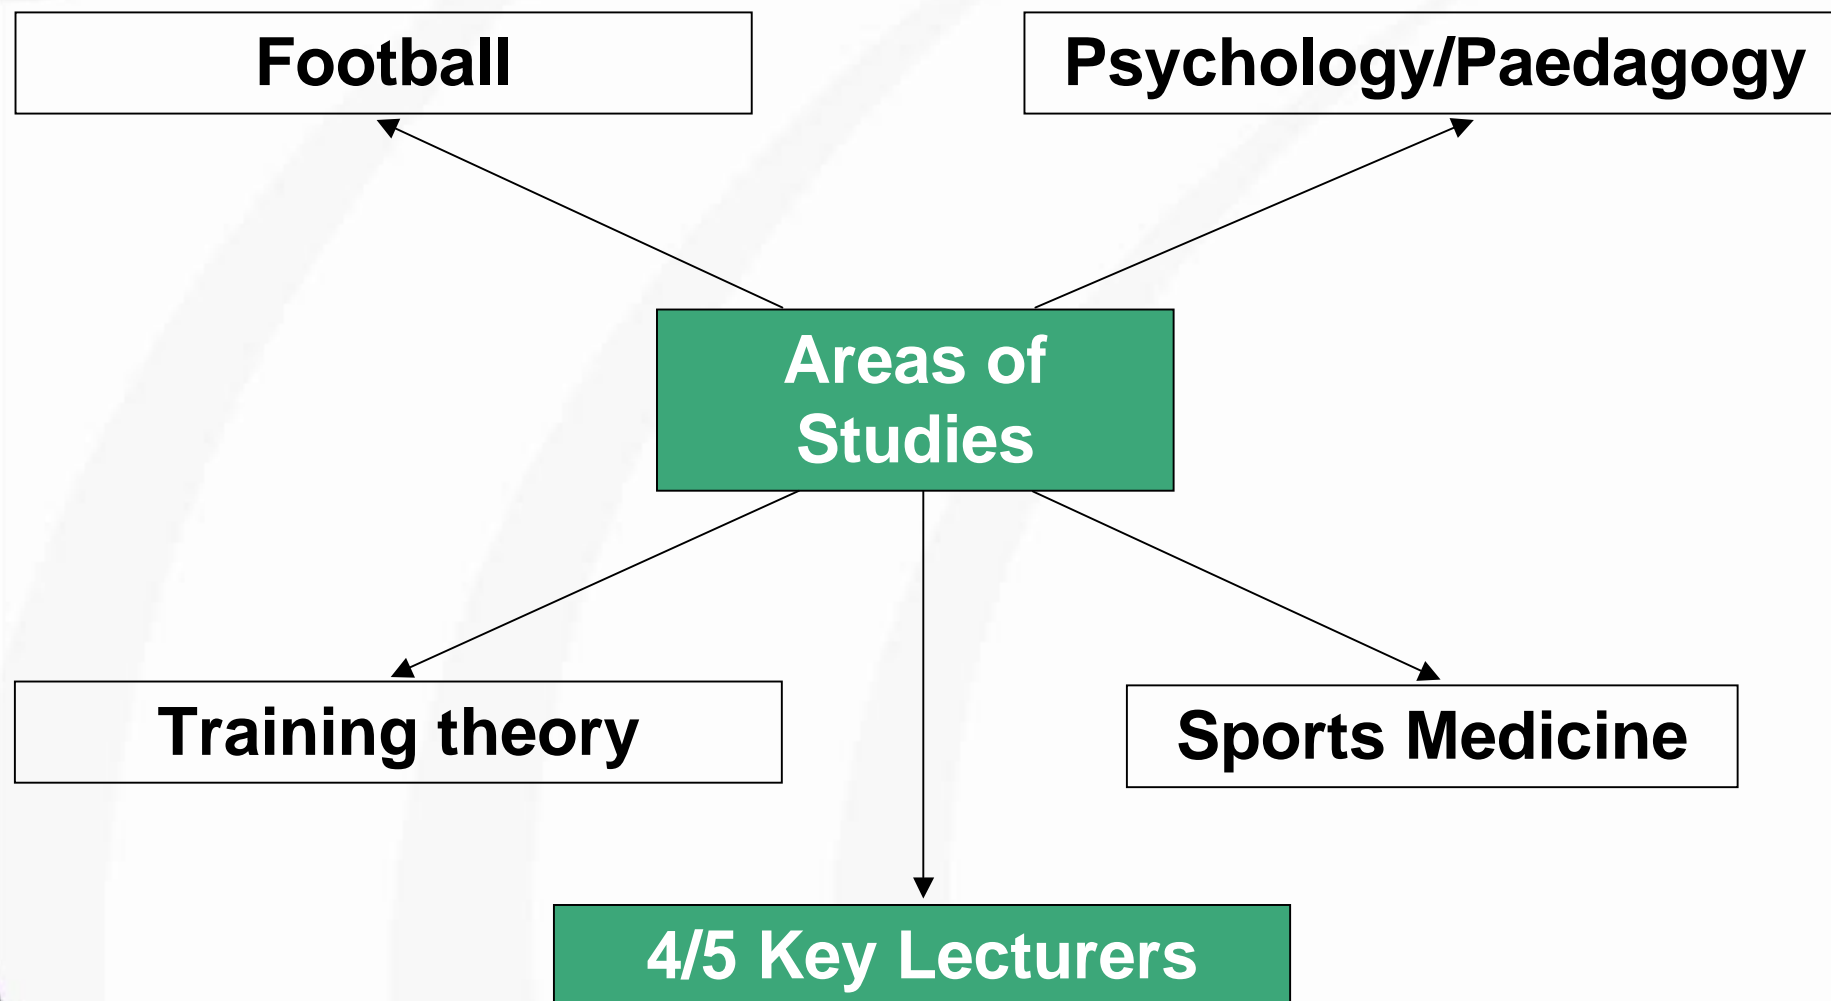 Football
Psychology/Paedagogy
Areas of
Studies
Training theory
Sports Medicine
4/5 Key Lecturers